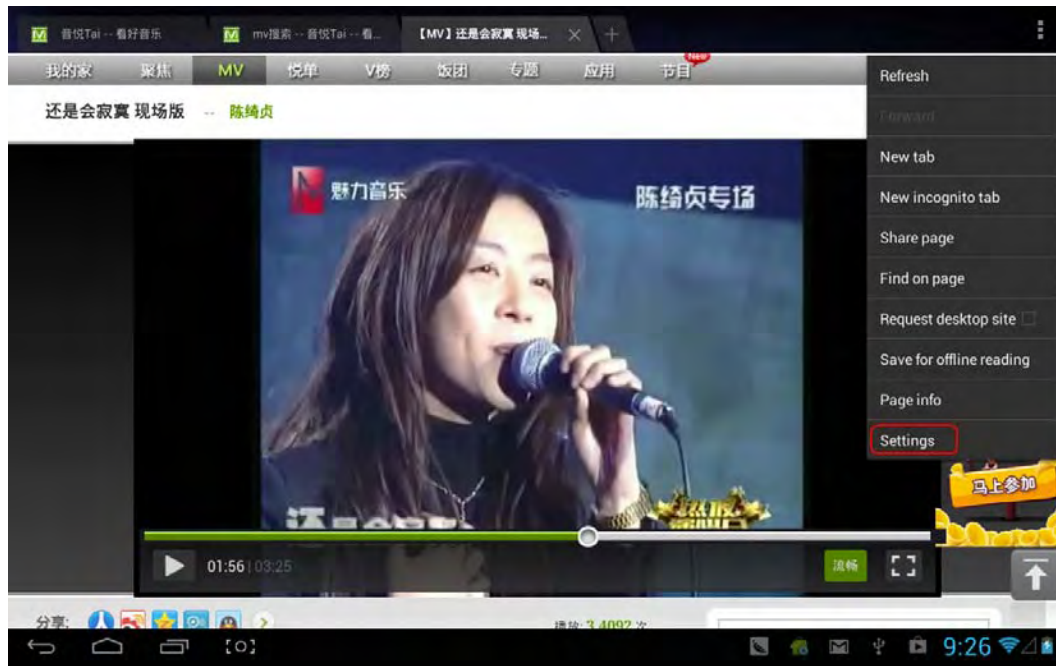 音悦Tai -- 看好音乐
mv搜索 -- 音悦Tai -- 看...
【MV】还是会寂寞 现场...
我的家 聚焦 MV 悦单 V榜 饭团 专题 应用 节目 New
还是会寂寞 现场版 -- 陈绮贞
Refresh
Forward
New tab
New incognito tab
Share page
Find on page
Request desktop site
Save for offline reading
Page info
Settings
魅力音乐
陈绮贞专场
马上参加
01:56 | 03:25
流畅
分享:
播放: 3,4092 次
9:26